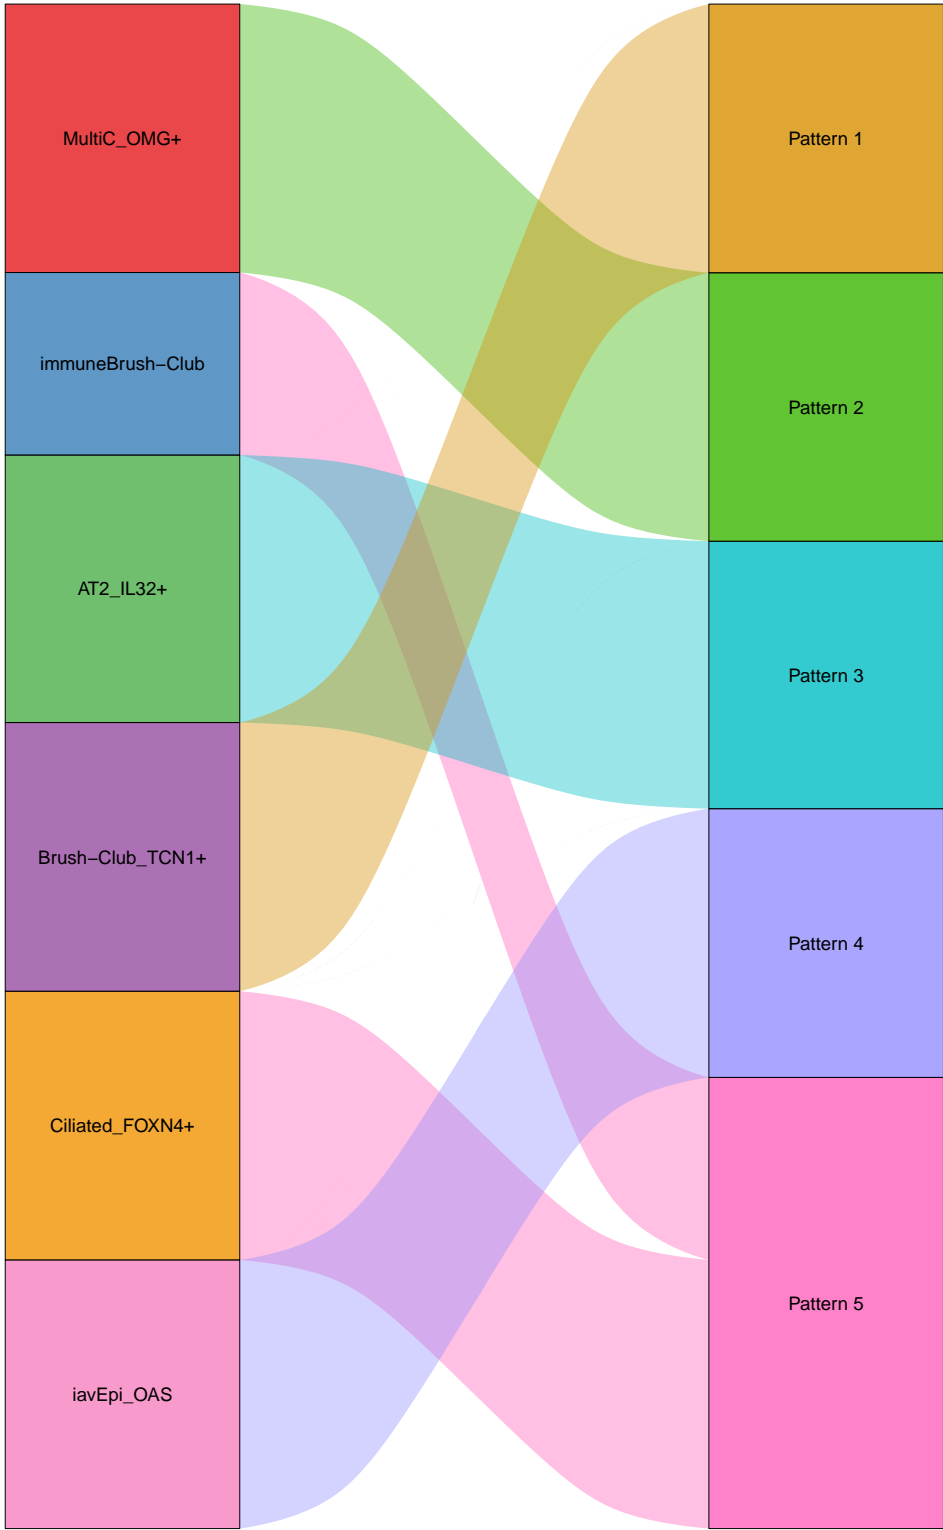 MultiC_OMG+
immuneBrush−Club
AT2_IL32+
Brush−Club_TCN1+
Ciliated_FOXN4+
iavEpi_OAS
Pattern 1
Pattern 2
Pattern 3
Pattern 4
Pattern 5